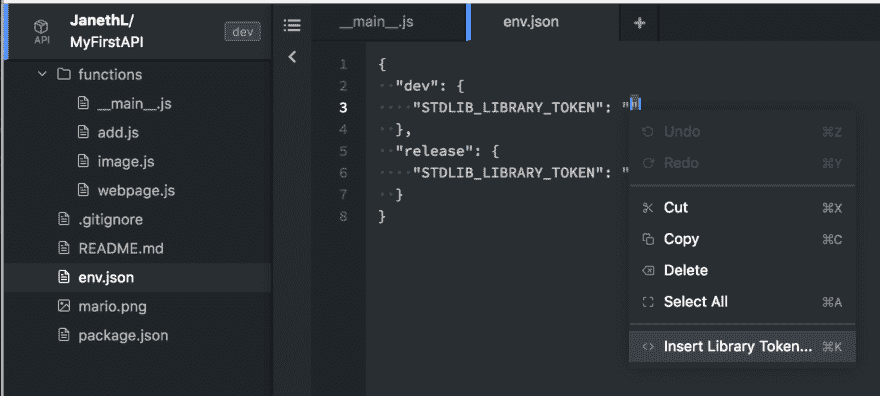 JanethL/
MyFirstAPI
API
dev
functions
__main__.js
add.js
image.js
webpage.js
.gitignore
README.md
env.json
mario.png
package.json
__main__.js
env.json
+
1 {
2 "dev": {
3 "STDLIB_LIBRARY_TOKEN": ""
4 },
5 "release": {
6 "STDLIB_LIBRARY_TOKEN": "
7 }
8 }
Undo ⌘Z
Redo ⌘Y
Cut ⌘X
Copy ⌘C
Delete
Select All ⌘A
Insert Library Token... ⌘K